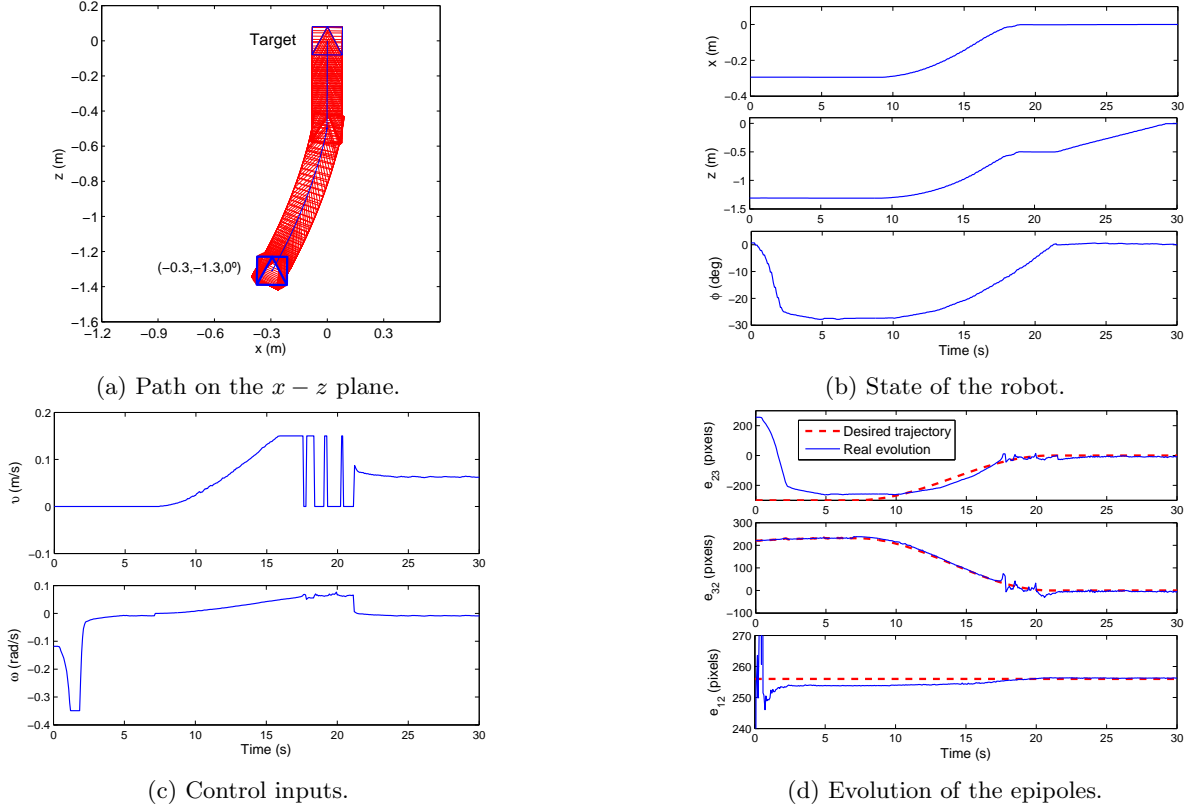 0
−0.2
−0.4
−0.6
−0.8
−1
−1.2
−1.4
−1.6
z (m)
Target
(−0.3,−1.3,0º)
−1.2 −0.9 −0.6 −0.3 0 0.3
x (m)
(a) Path on the x − z plane.
0
−0.2
−0.4
x (m)
0 5 10 15 20 25 30
0
−0.5
−1
−1.5
z (m)
0 5 10 15 20 25 30
0
−10
−20
−30
ϕ (deg)
0 5 10 15 20 25 30
Time (s)
(b) State of the robot.
0.2
0.1
0
−0.1
υ (m/s)
0 5 10 15 20 25 30
0.1
0
−0.1
−0.2
−0.3
−0.4
ω (rad/s)
0 5 10 15 20 25 30
Time (s)
(c) Control inputs.
200
0
−200
e23 (pixels)
Desired trajectory
Real evolution
0 5 10 15 20 25 30
300
200
100
0
−100
e32 (pixels)
0 5 10 15 20 25 30
270
260
250
240
e12 (pixels)
0 5 10 15 20 25 30
Time (s)
(d) Evolution of the epipoles.